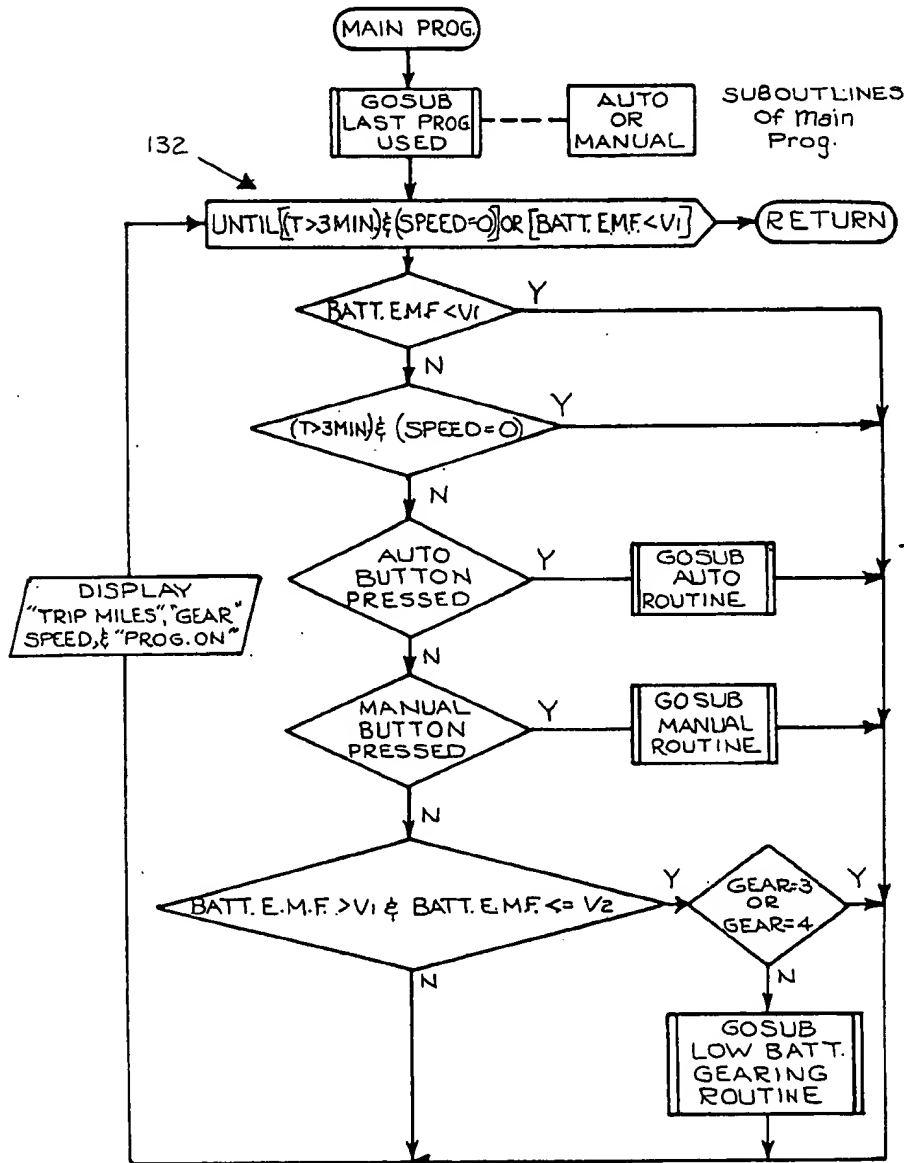 MAIN PROG.
GOSUB
LAST PROG.
USED
AUTO
OR
MANUAL
SUBOUTLINES
of Main
Prog.
132
UNTIL[(T>3MIN.)&(SPEED=0)]OR[BATT.E.M.F.<V1]
RETURN
BATT.E.M.F<V1
Y
N
(T>3MIN)&(SPEED=0)
Y
N
AUTO
BUTTON
PRESSED
Y
GOSUB
AUTO
ROUTINE
N
DISPLAY
"TRIP MILES","GEAR"
SPEED,&"PROG.ON"
MANUAL
BUTTON
PRESSED
Y
GOSUB
MANUAL
ROUTINE
N
BATT.E.M.F.>V1 & BATT.E.M.F.<= V2
Y
GEAR=3
OR
GEAR=4
Y
N
N
GOSUB
LOW BATT.
GEARING
ROUTINE